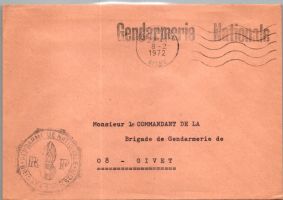 Gendarmerie Nationale
8-2
1972
Monsieur le COMMANDANT DE LA
Brigade de Gendarmerie de
08 - GIVET